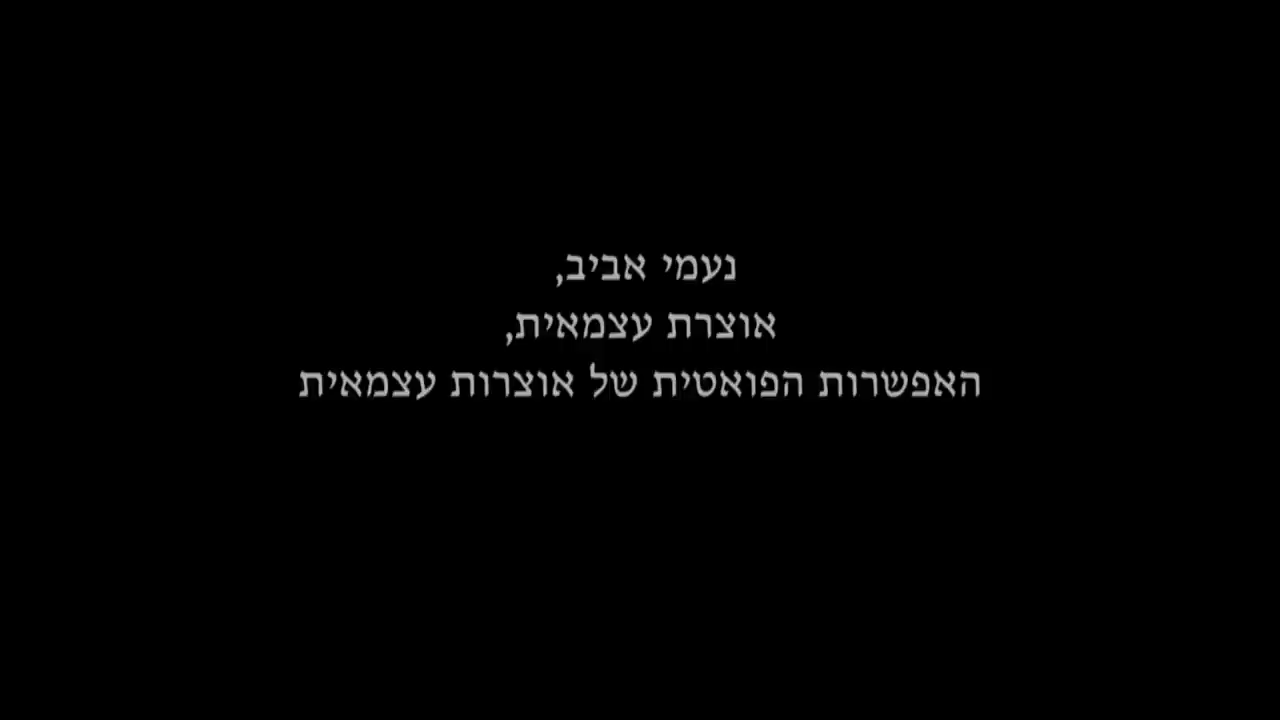 נעמי אביב,
אוצרת עצמאית,
האפשרות הפואטית של אוצרות עצמאית